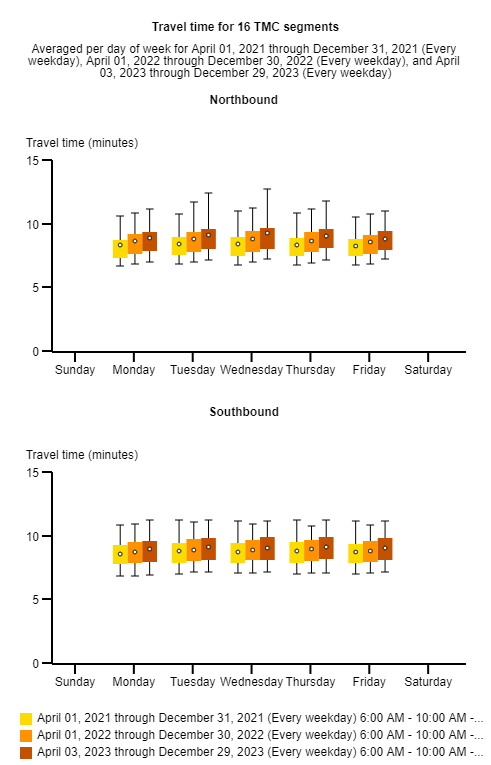 Travel time for 16 TMC segments
Averaged per day of week for April 01, 2021 through December 31, 2021 (Every
weekday), April 01, 2022 through December 30, 2022 (Every weekday), and April
03, 2023 through December 29, 2023 (Every weekday)
Northbound
Travel time (minutes)
15
10
5
0
Sunday Monday Tuesday Wednesday Thursday Friday Saturday
Southbound
Travel time (minutes)
15
10
5
0
Sunday Monday Tuesday Wednesday Thursday Friday Saturday
April 01, 2021 through December 31, 2021 (Every weekday) 6:00 AM - 10:00 AM -...
April 01, 2022 through December 30, 2022 (Every weekday) 6:00 AM - 10:00 AM -...
April 03, 2023 through December 29, 2023 (Every weekday) 6:00 AM - 10:00 AM -...